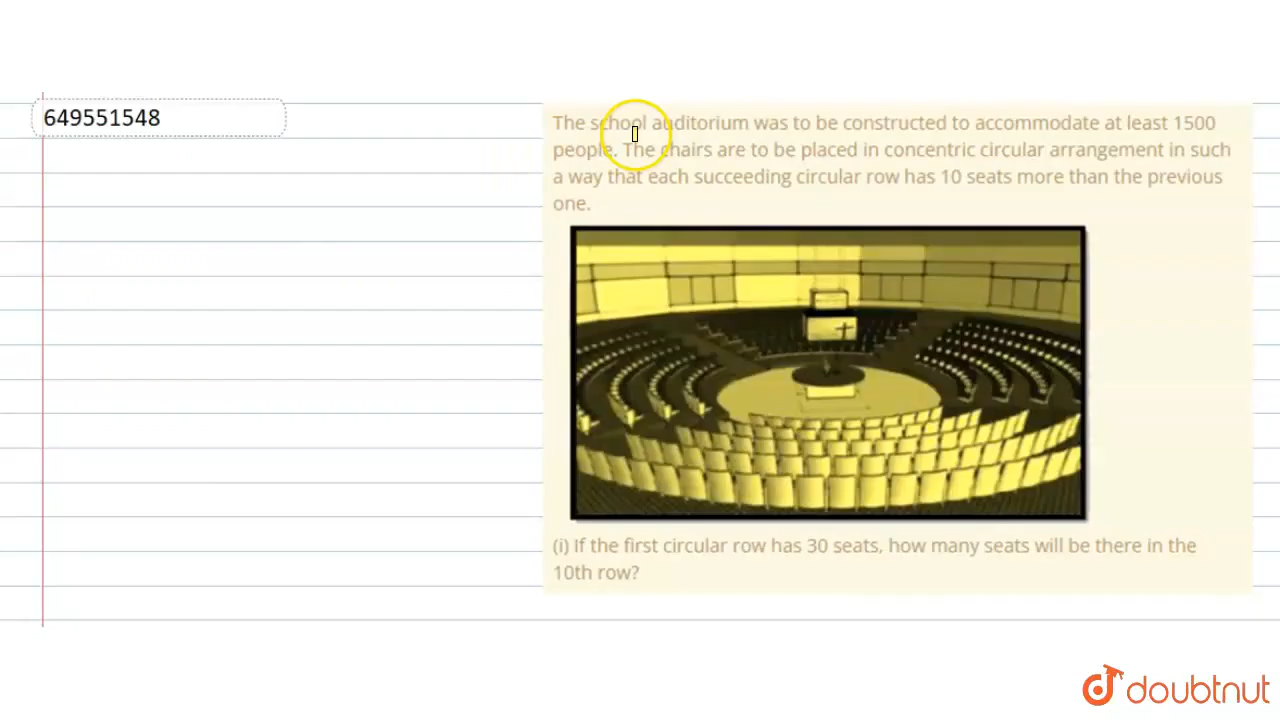 649551548
The school auditorium was to be constructed to accommodate at least 1500
people. The chairs are to be placed in concentric circular arrangement in such
a way that each succeeding circular row has 10 seats more than the previous
one.
(i) If the first circular row has 30 seats, how many seats will be there in the
10th row?
doubtnut